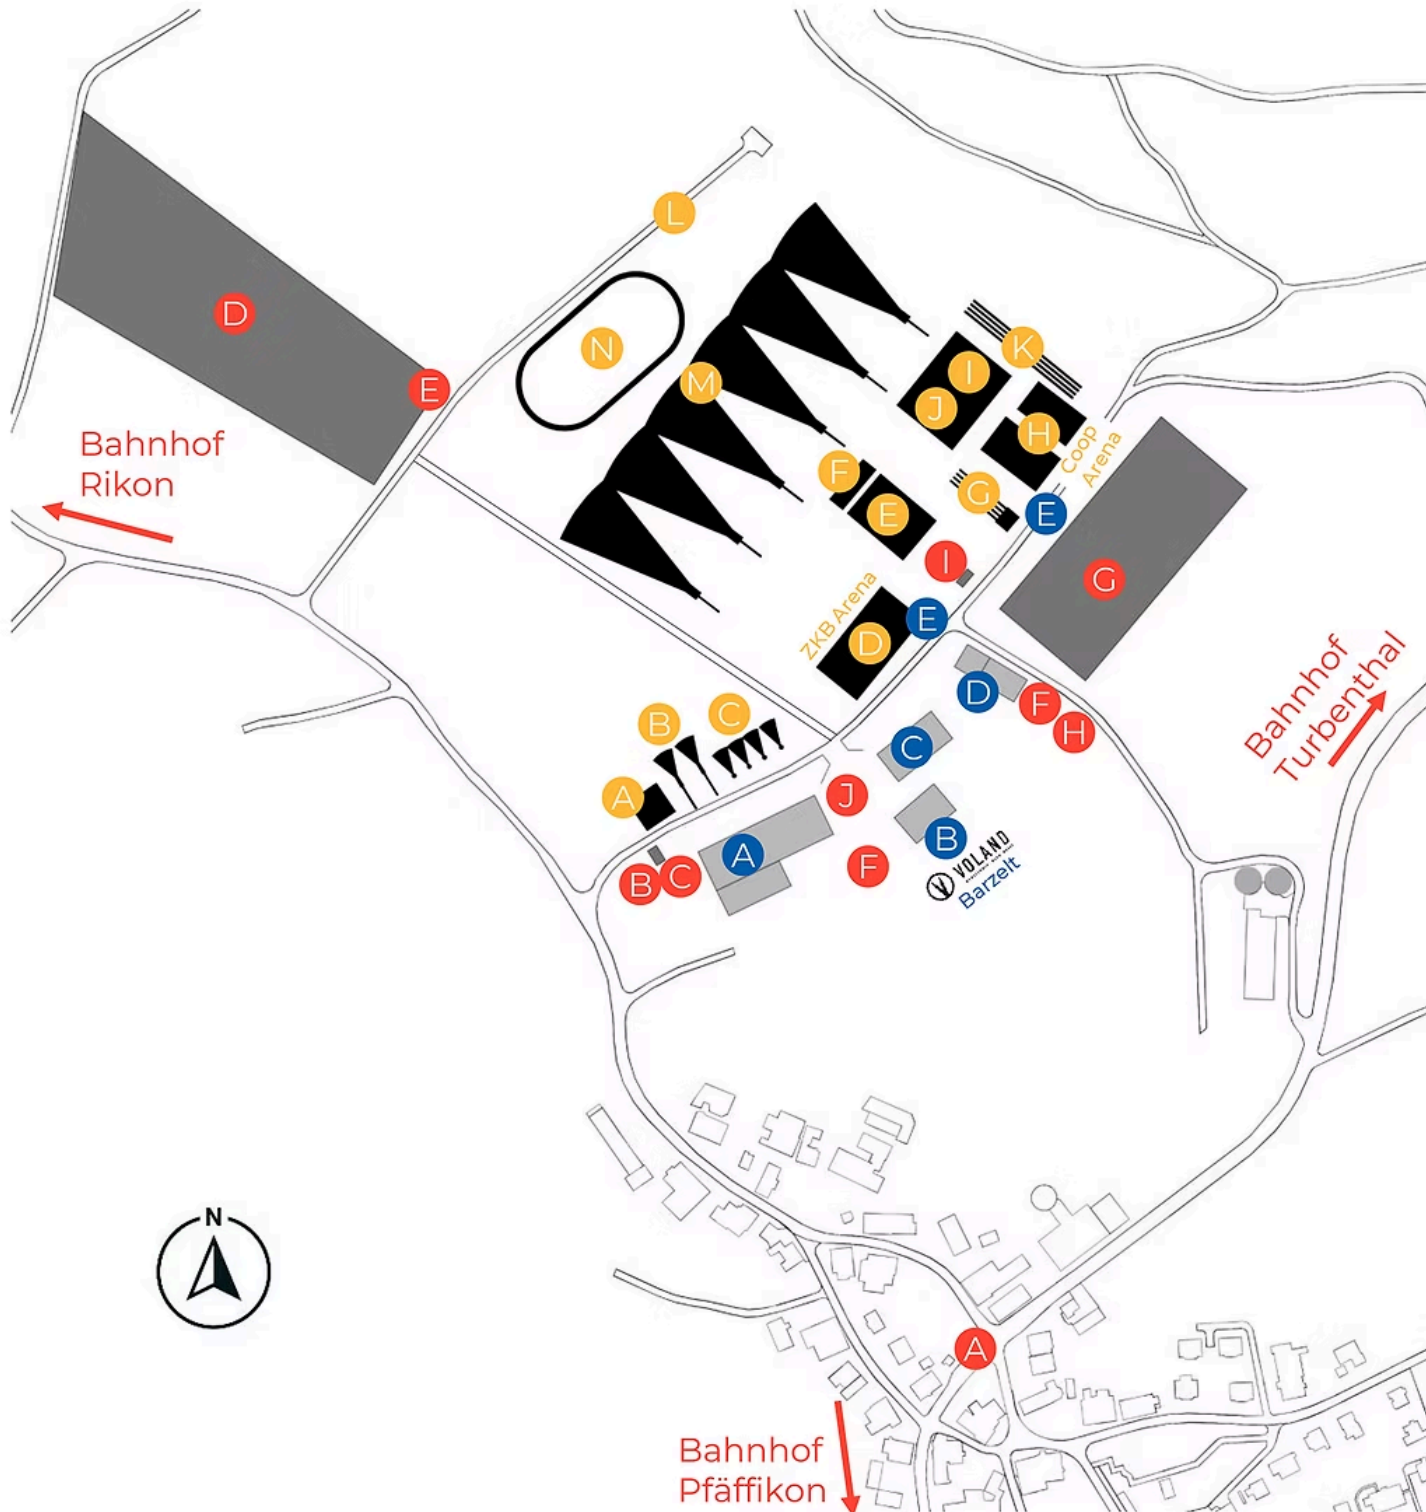 L
D
N
K
I
E
M
J
Bahnhof
Rikon
H
Coop
Arena
F
G
E
E
I
G
ZKB Arena
E
D
Bahnhof
Turbenthal
D
F
H
B
C
C
A
J
A
B
VOLAND
Barzelt
F
B
C
N
A
Bahnhof
Pfäffikon